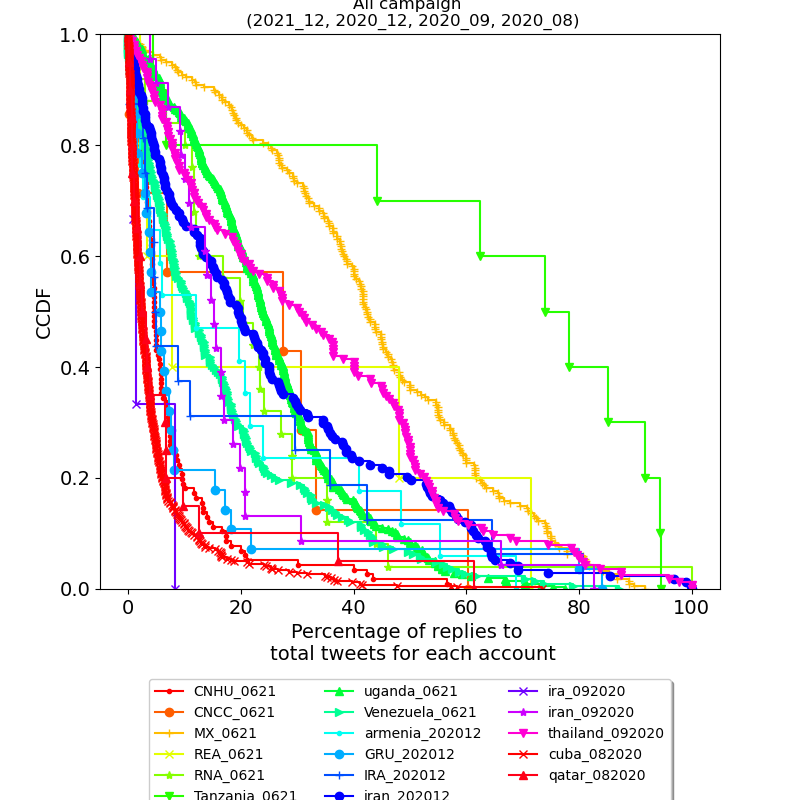 All campaign
(2021_12, 2020_12, 2020_09, 2020_08)
1.0
0.8
0.6
0.4
0.2
0.0
CCDF
0 20 40 60 80 100
Percentage of replies to
total tweets for each account
CNHU_0621 uganda_0621 ira_092020
CNCC_0621 Venezuela_0621 iran_092020
MX_0621 armenia_202012 thailand_092020
REA_0621 GRU_202012 cuba_082020
RNA_0621 IRA_202012 qatar_082020
Tanzania_0621 iran_202012